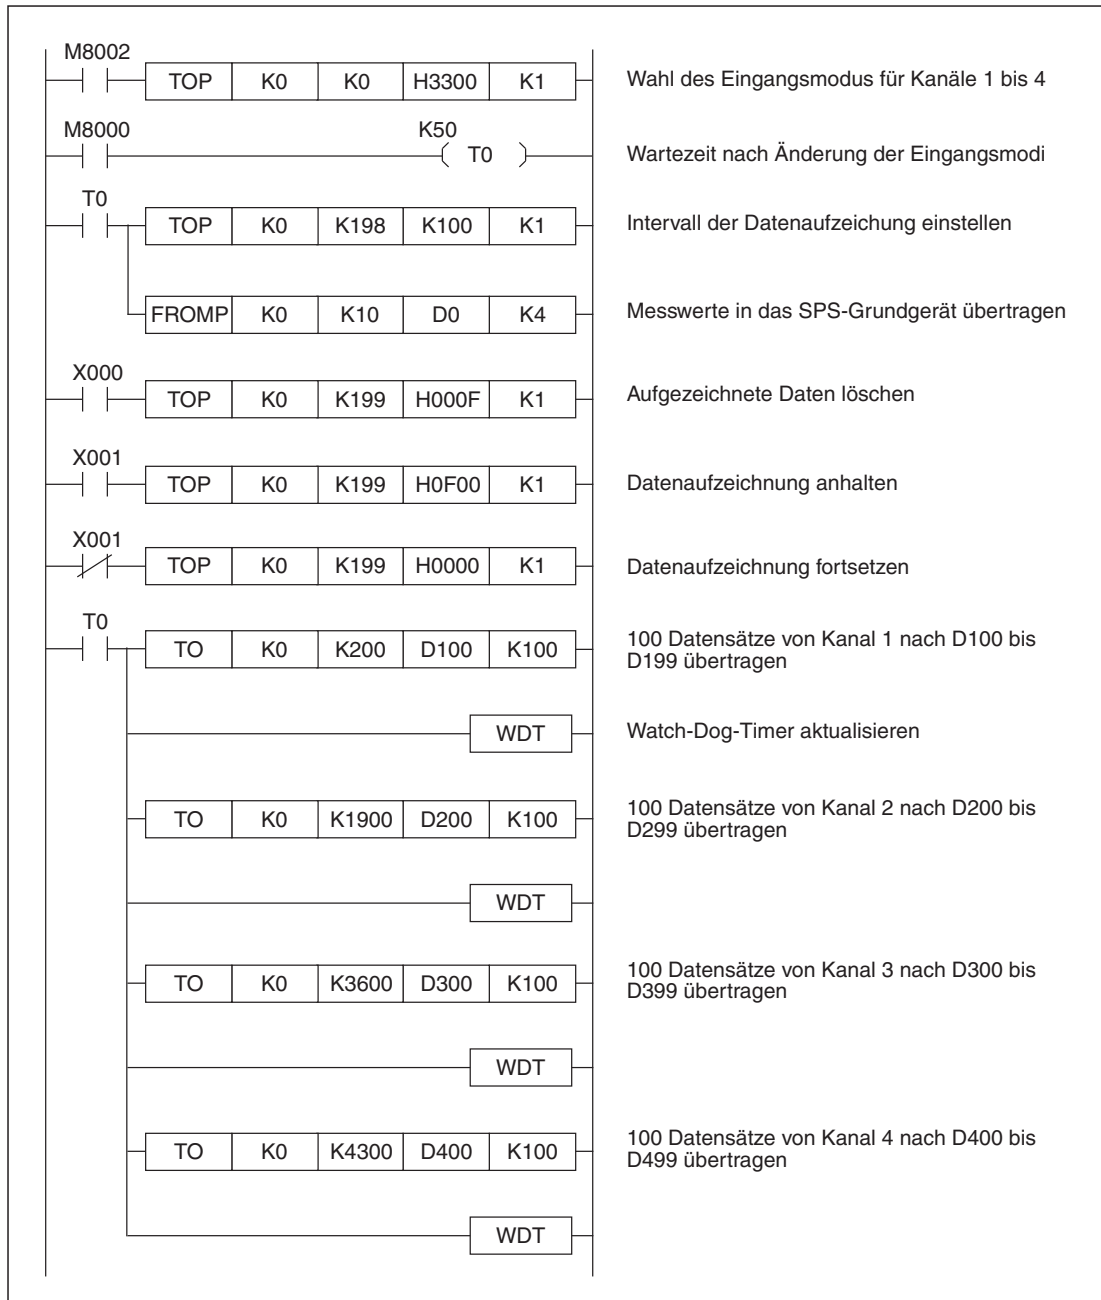 M8002
TOP K0 K0 H3300 K1 Wahl des Eingangsmodus für Kanäle 1 bis 4
M8000 K50
T0 Wartezeit nach Änderung der Eingangsmodi
T0
TOP K0 K198 K100 K1 Intervall der Datenaufzeichung einstellen
FROMP K0 K10 D0 K4 Messwerte in das SPS-Grundgerät übertragen
X000
TOP K0 K199 H000F K1 Aufgezeichnete Daten löschen
X001
TOP K0 K199 H0F00 K1 Datenaufzeichnung anhalten
X001
TOP K0 K199 H0000 K1 Datenaufzeichnung fortsetzen
T0
TO K0 K200 D100 K100 100 Datensätze von Kanal 1 nach D100 bis
D199 übertragen
WDT Watch-Dog-Timer aktualisieren
TO K0 K1900 D200 K100 100 Datensätze von Kanal 2 nach D200 bis
D299 übertragen
WDT
TO K0 K3600 D300 K100 100 Datensätze von Kanal 3 nach D300 bis
D399 übertragen
WDT
TO K0 K4300 D400 K100 100 Datensätze von Kanal 4 nach D400 bis
D499 übertragen
WDT